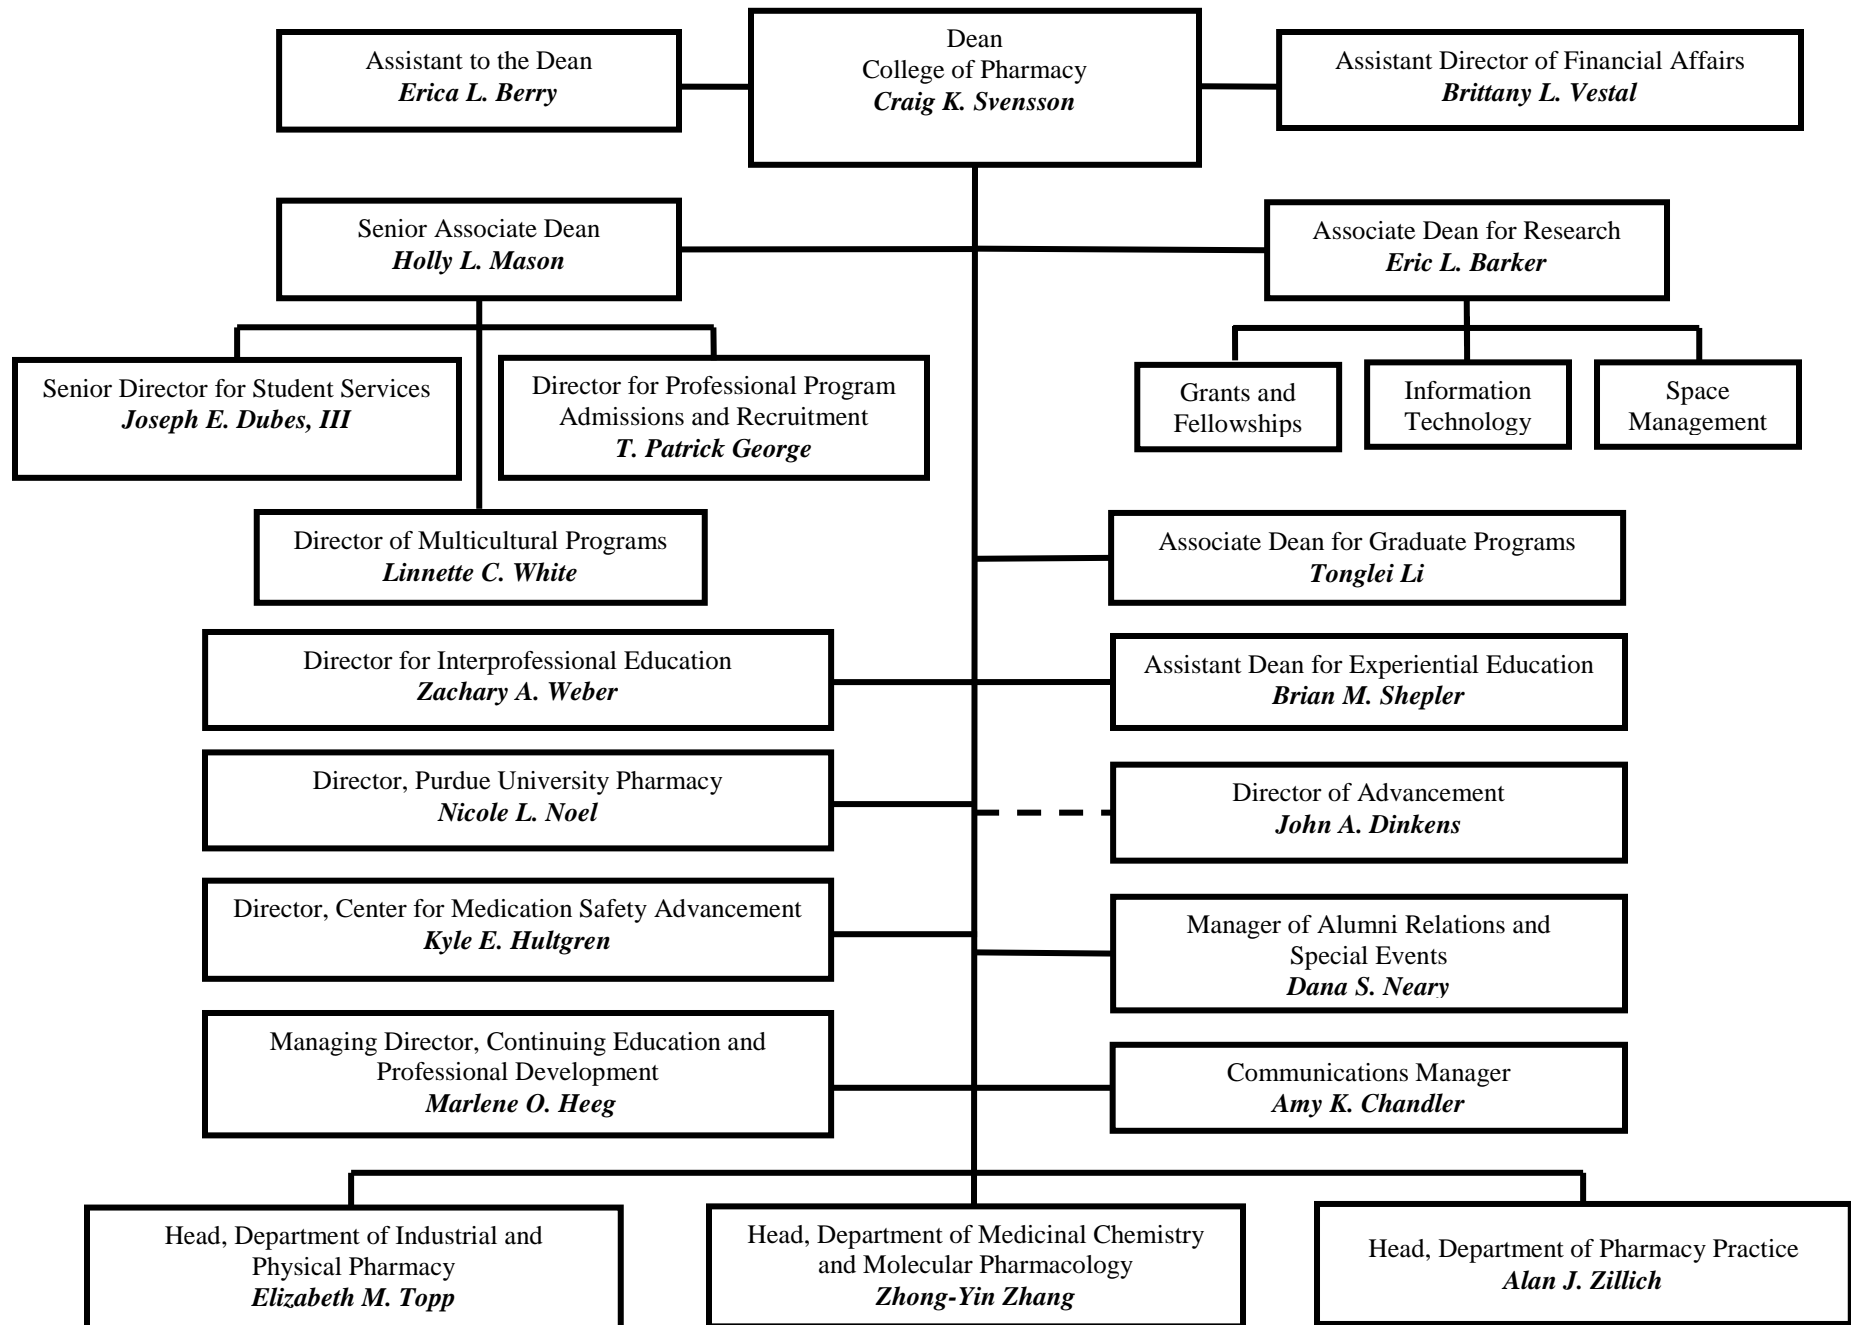 Dean
College of Pharmacy
Craig K. Svensson
Assistant to the Dean
Erica L. Berry
Assistant Director of Financial Affairs
Brittany L. Vestal
Senior Associate Dean
Holly L. Mason
Associate Dean for Research
Eric L. Barker
Senior Director for Student Services
Joseph E. Dubes, III
Director for Professional Program
Admissions and Recruitment
T. Patrick George
Grants and
Fellowships
Information
Technology
Space
Management
Director of Multicultural Programs
Linnette C. White
Associate Dean for Graduate Programs
Tonglei Li
Director for Interprofessional Education
Zachary A. Weber
Assistant Dean for Experiential Education
Brian M. Shepler
Director, Purdue University Pharmacy
Nicole L. Noel
Director of Advancement
John A. Dinkens
Director, Center for Medication Safety Advancement
Kyle E. Hultgren
Manager of Alumni Relations and
Special Events
Dana S. Neary
Managing Director, Continuing Education and
Professional Development
Marlene O. Heeg
Communications Manager
Amy K. Chandler
Head, Department of Industrial and
Physical Pharmacy
Elizabeth M. Topp
Head, Department of Medicinal Chemistry
and Molecular Pharmacology
Zhong-Yin Zhang
Head, Department of Pharmacy Practice
Alan J. Zillich